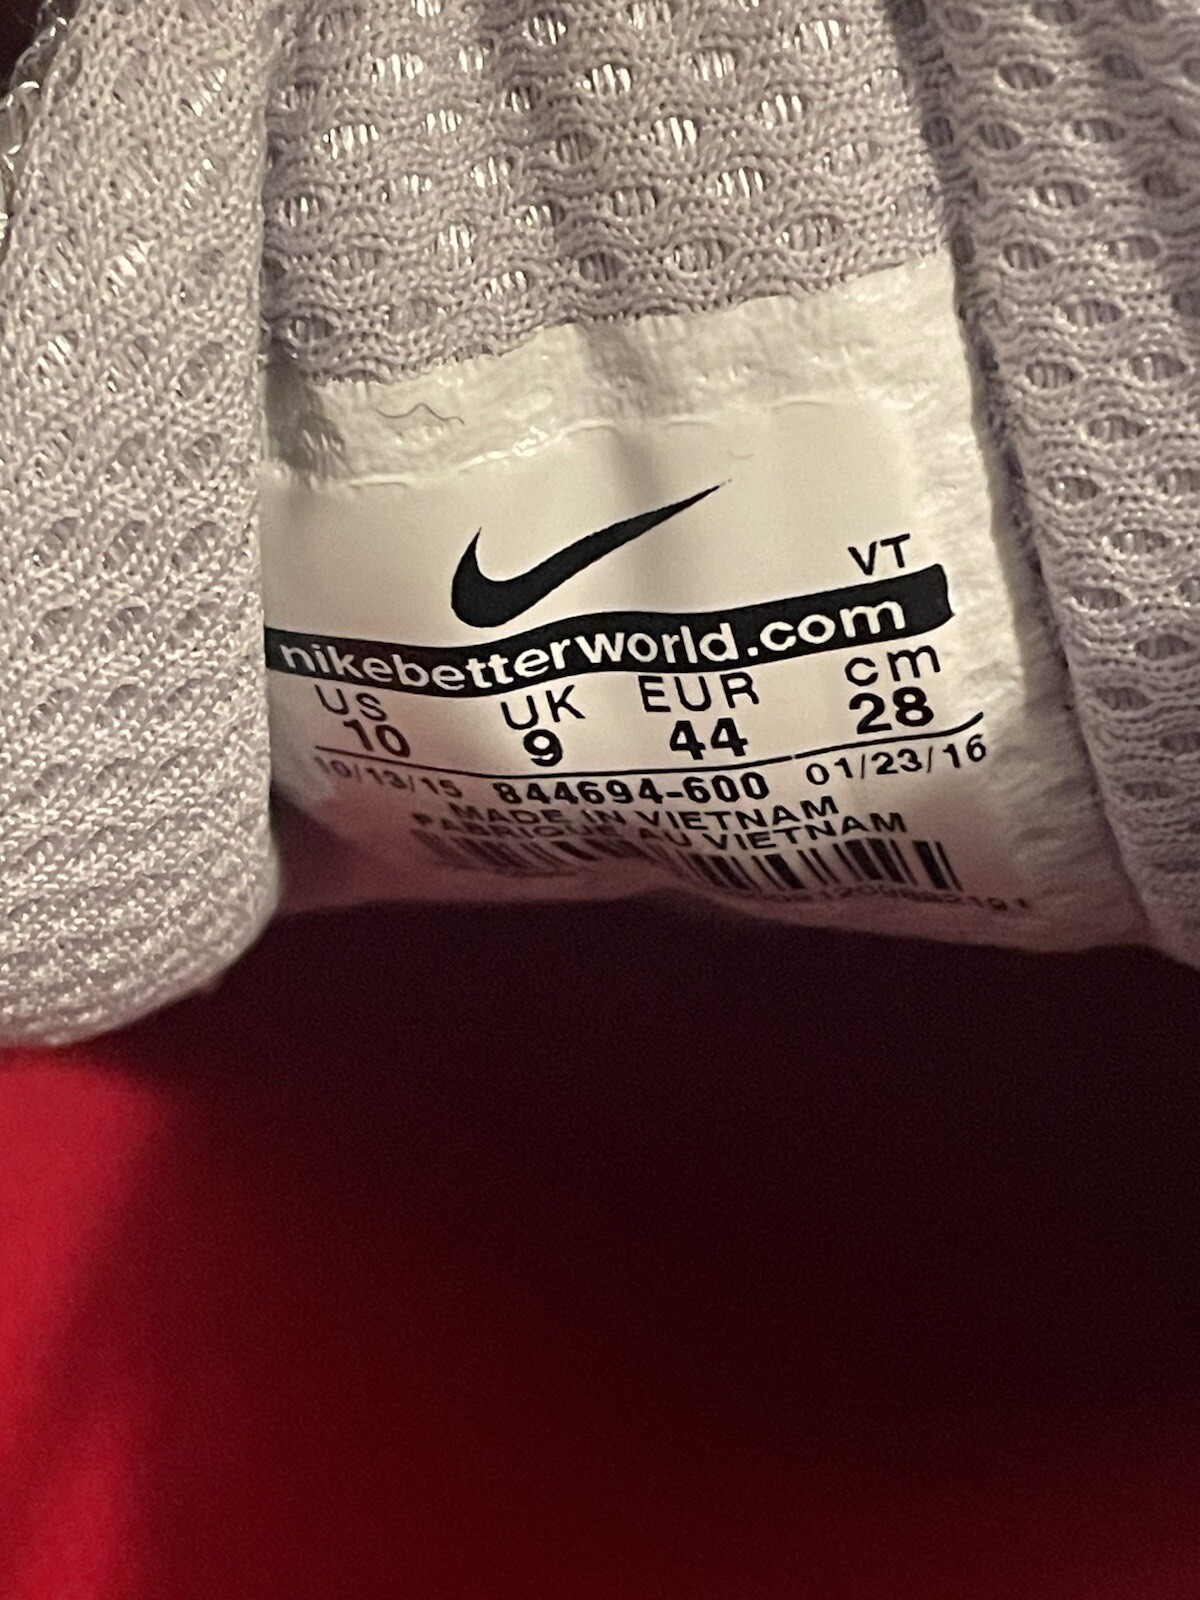 VT
nikebetterworld.com
US UK EUR cm
10 9 44 28
10/13/15 844694-600 01/23/16
MADE IN VIETNAM
FABRIQUE AU VIETNAM